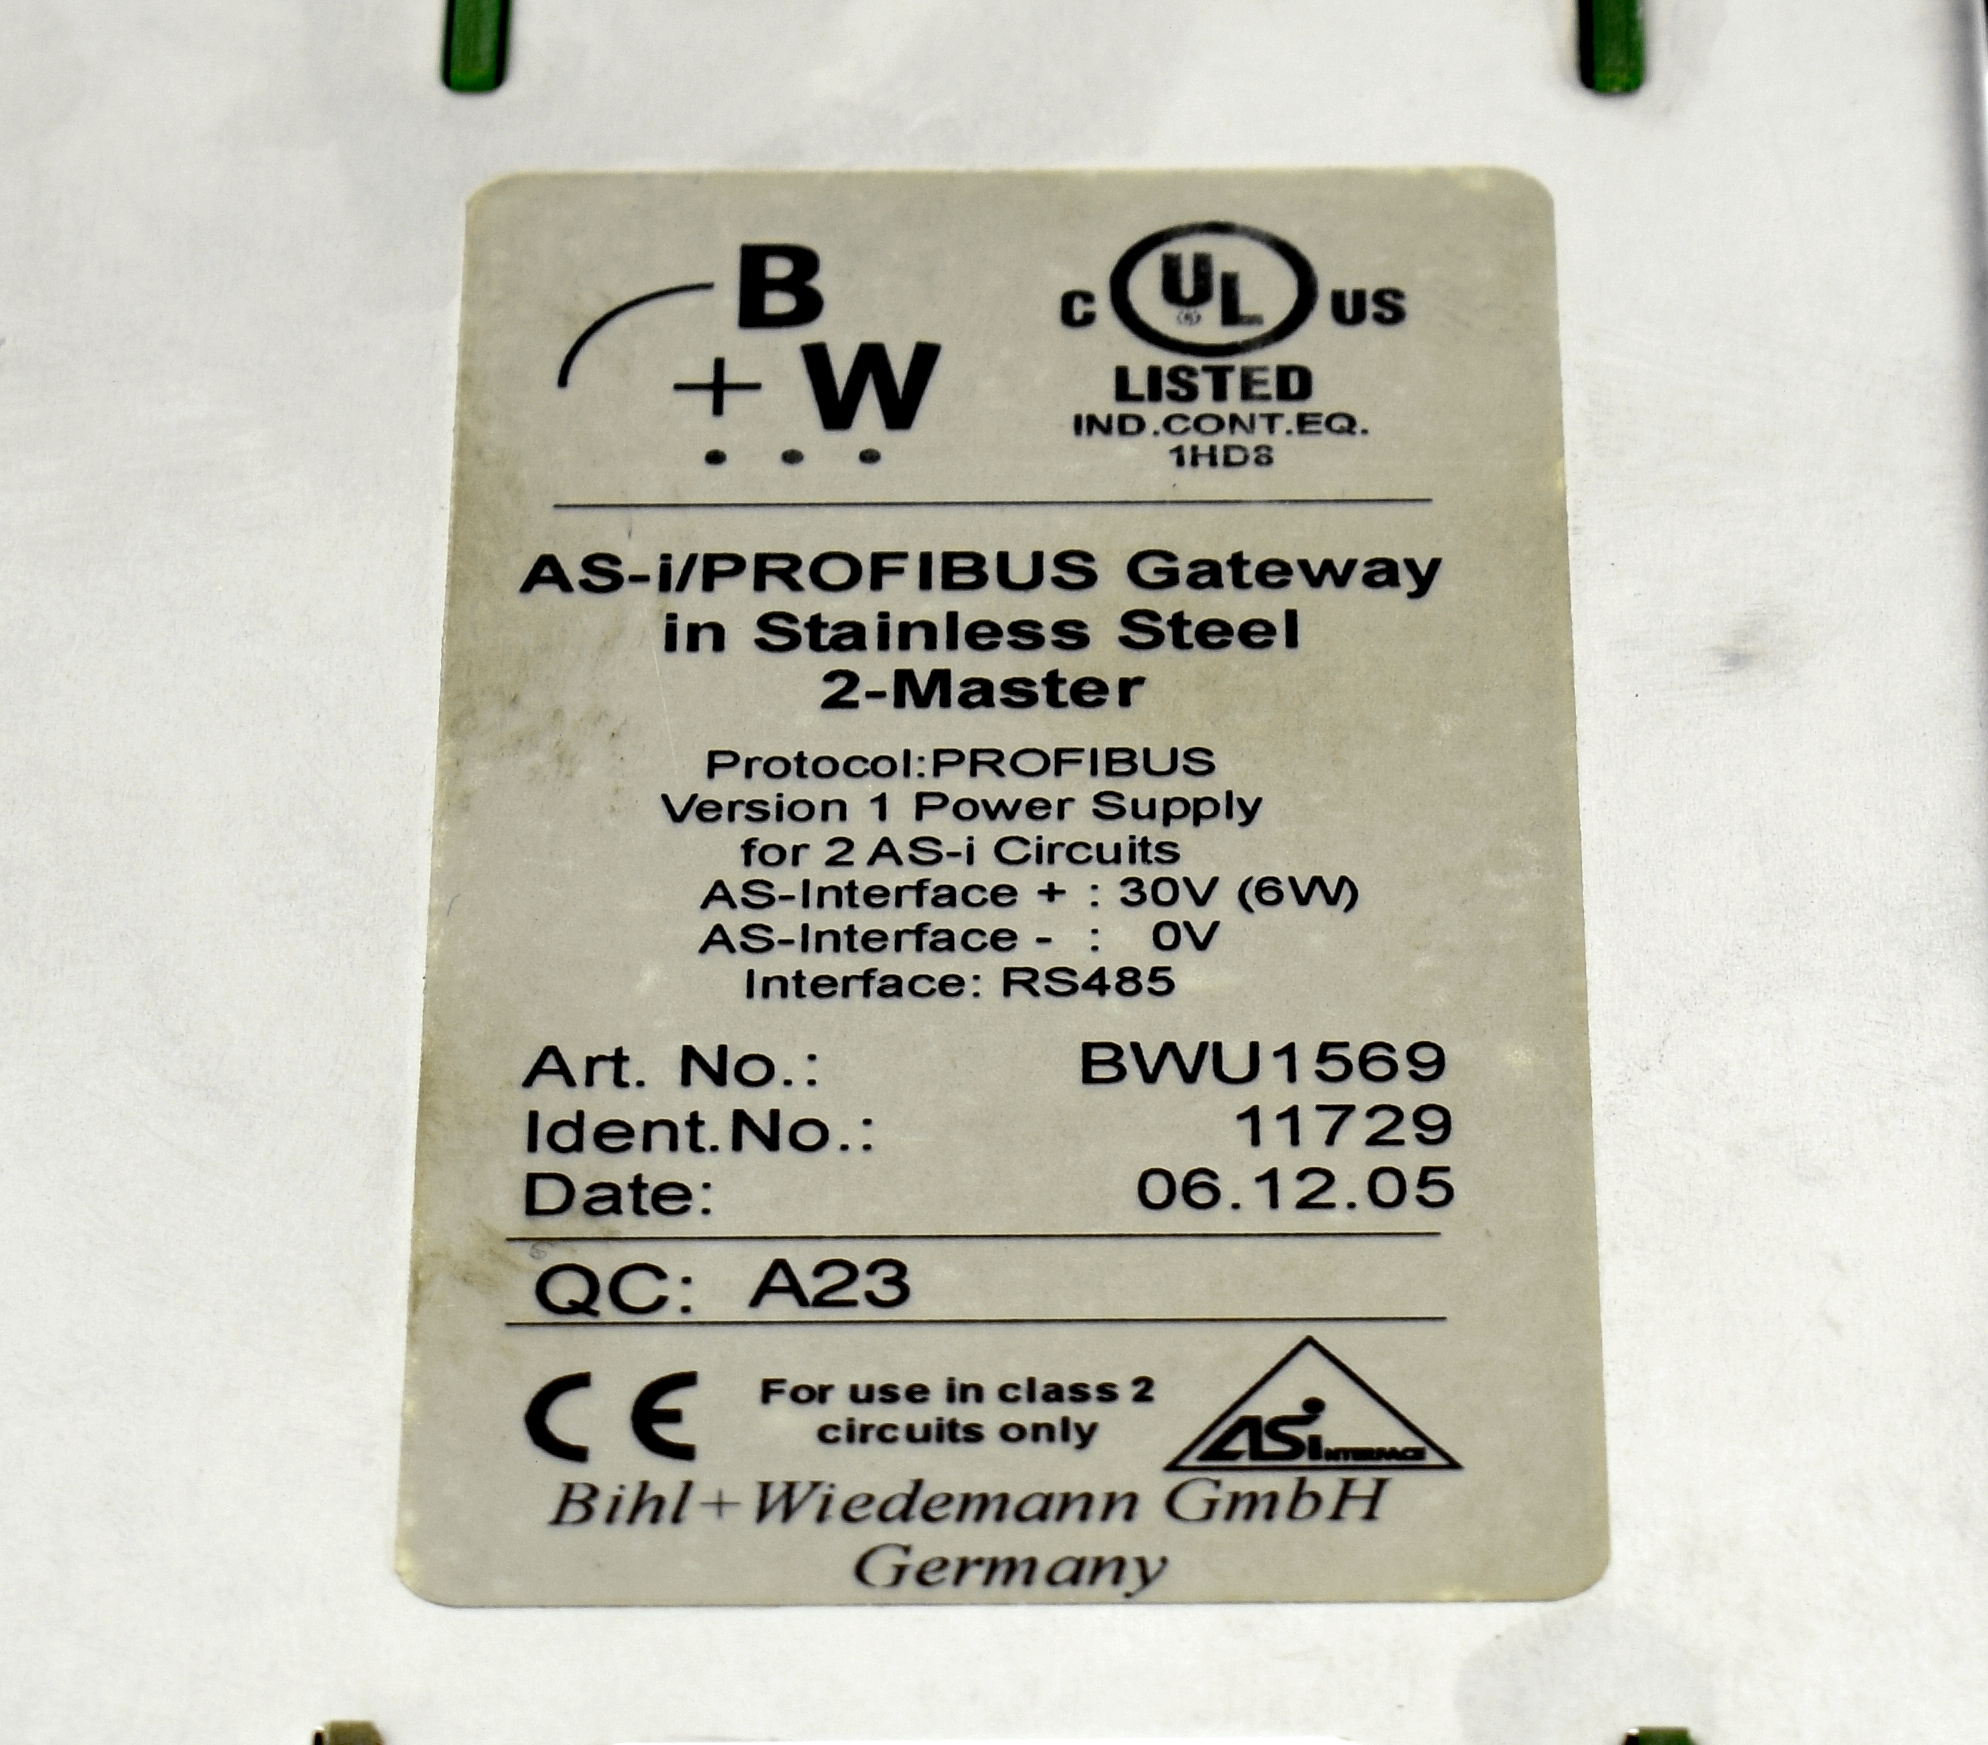 B
+ W
C UL ® US
LISTED
IND.CONT.EQ.
1HD8
AS-i/PROFIBUS Gateway
in Stainless Steel
2-Master
Protocol:PROFIBUS
Version 1 Power Supply
for 2 AS-i Circuits
AS-Interface + : 30V (6W)
AS-Interface - : 0V
Interface: RS485
Art. No.: BWU1569
Ident.No.: 11729
Date: 06.12.05
QC: A23
CE
For use in class 2
circuits only
ASINTERFACE
Bihl+Wiedemann GmbH
Germany